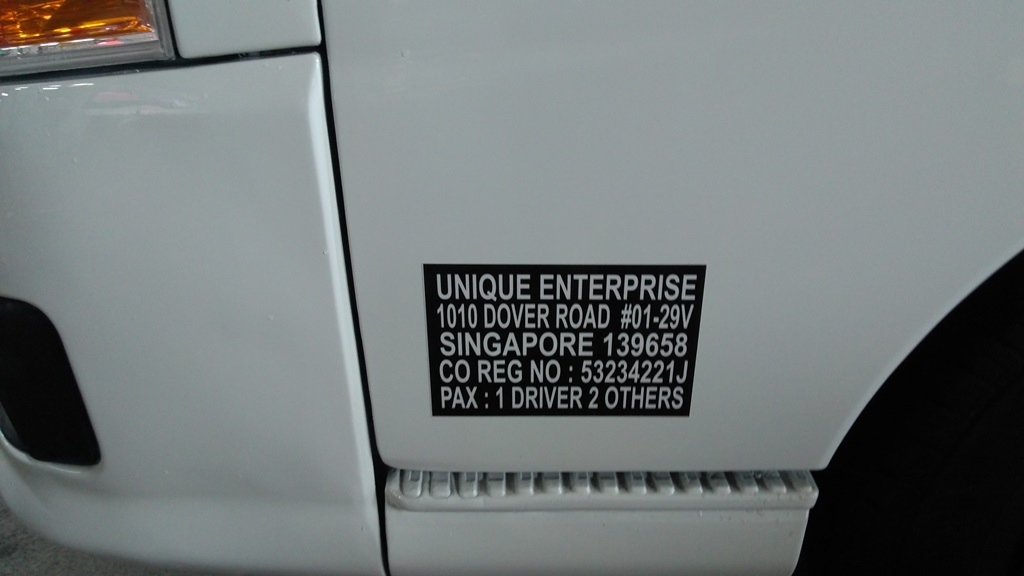 UNIQUE ENTERPRISE
1010 DOVER ROAD #01-29V
SINGAPORE 139658
CO REG NO : 53234221J
PAX : 1 DRIVER 2 OTHERS